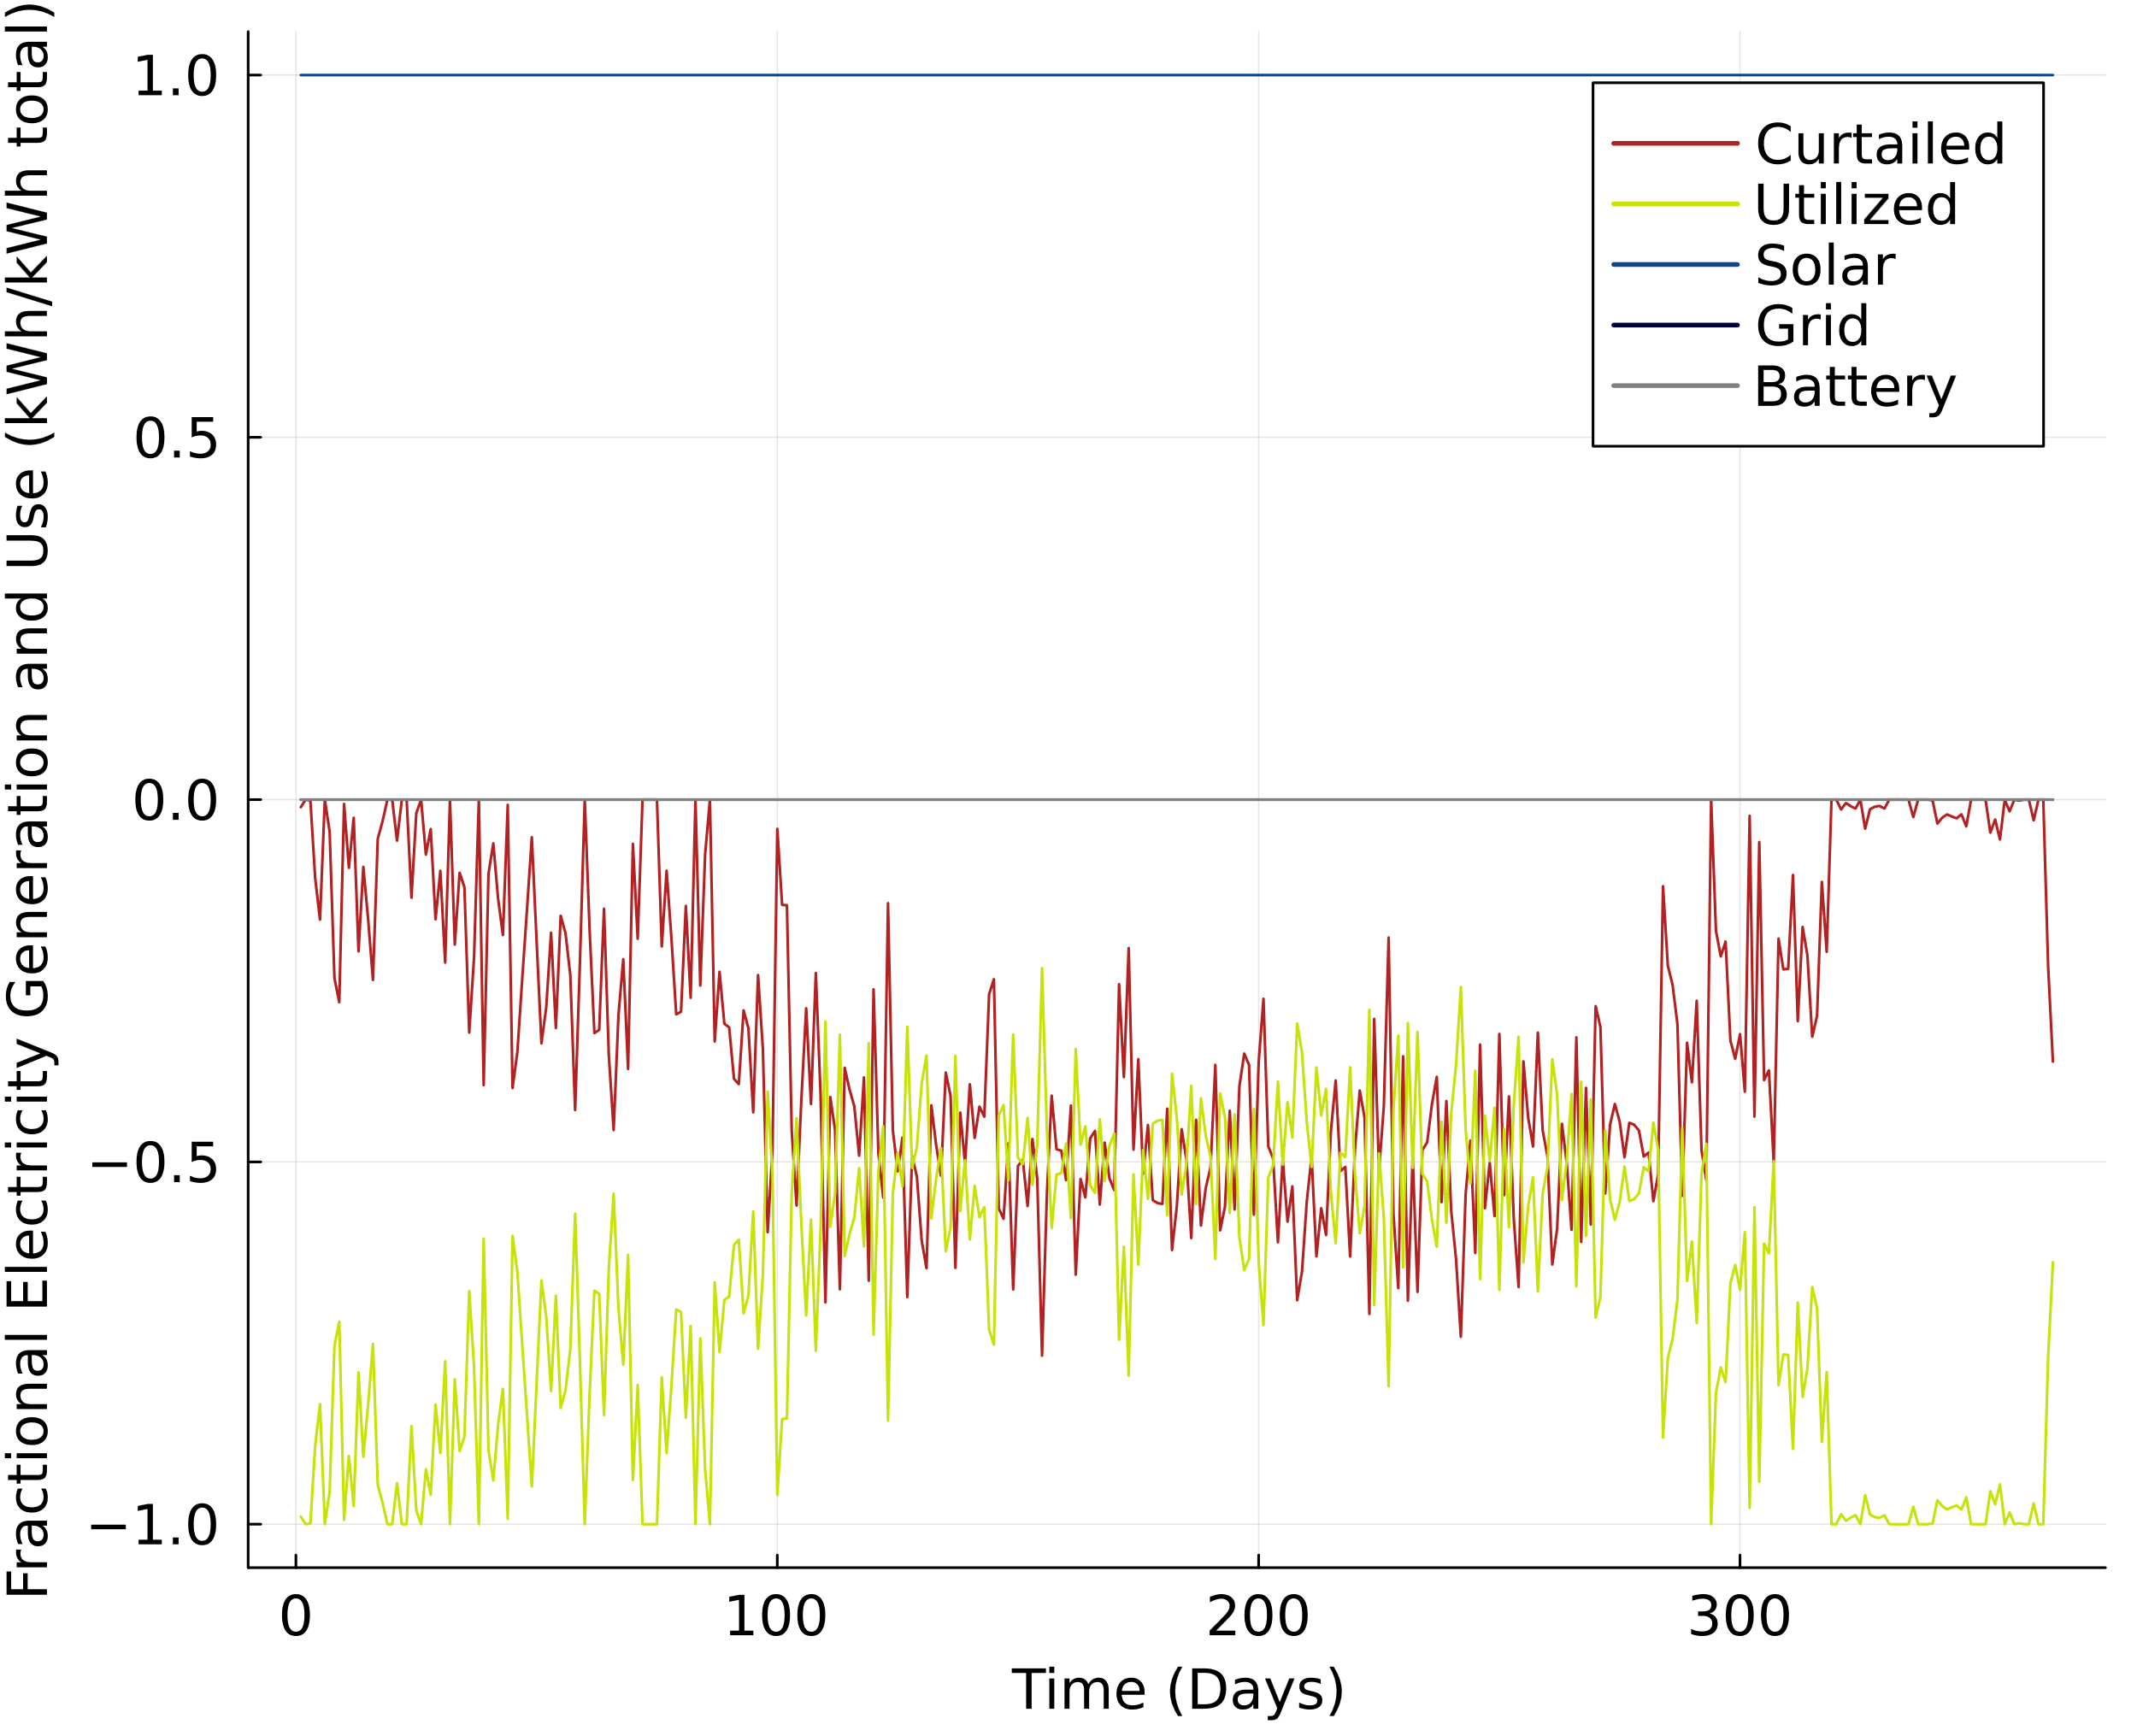 Fractional Electricity Generation and Use (kWh/kWh total)
1.0
0.5
0.0
−0.5
−1.0
Curtailed
Utilized
Solar
Grid
Battery
0
100
200
300
Time (Days)